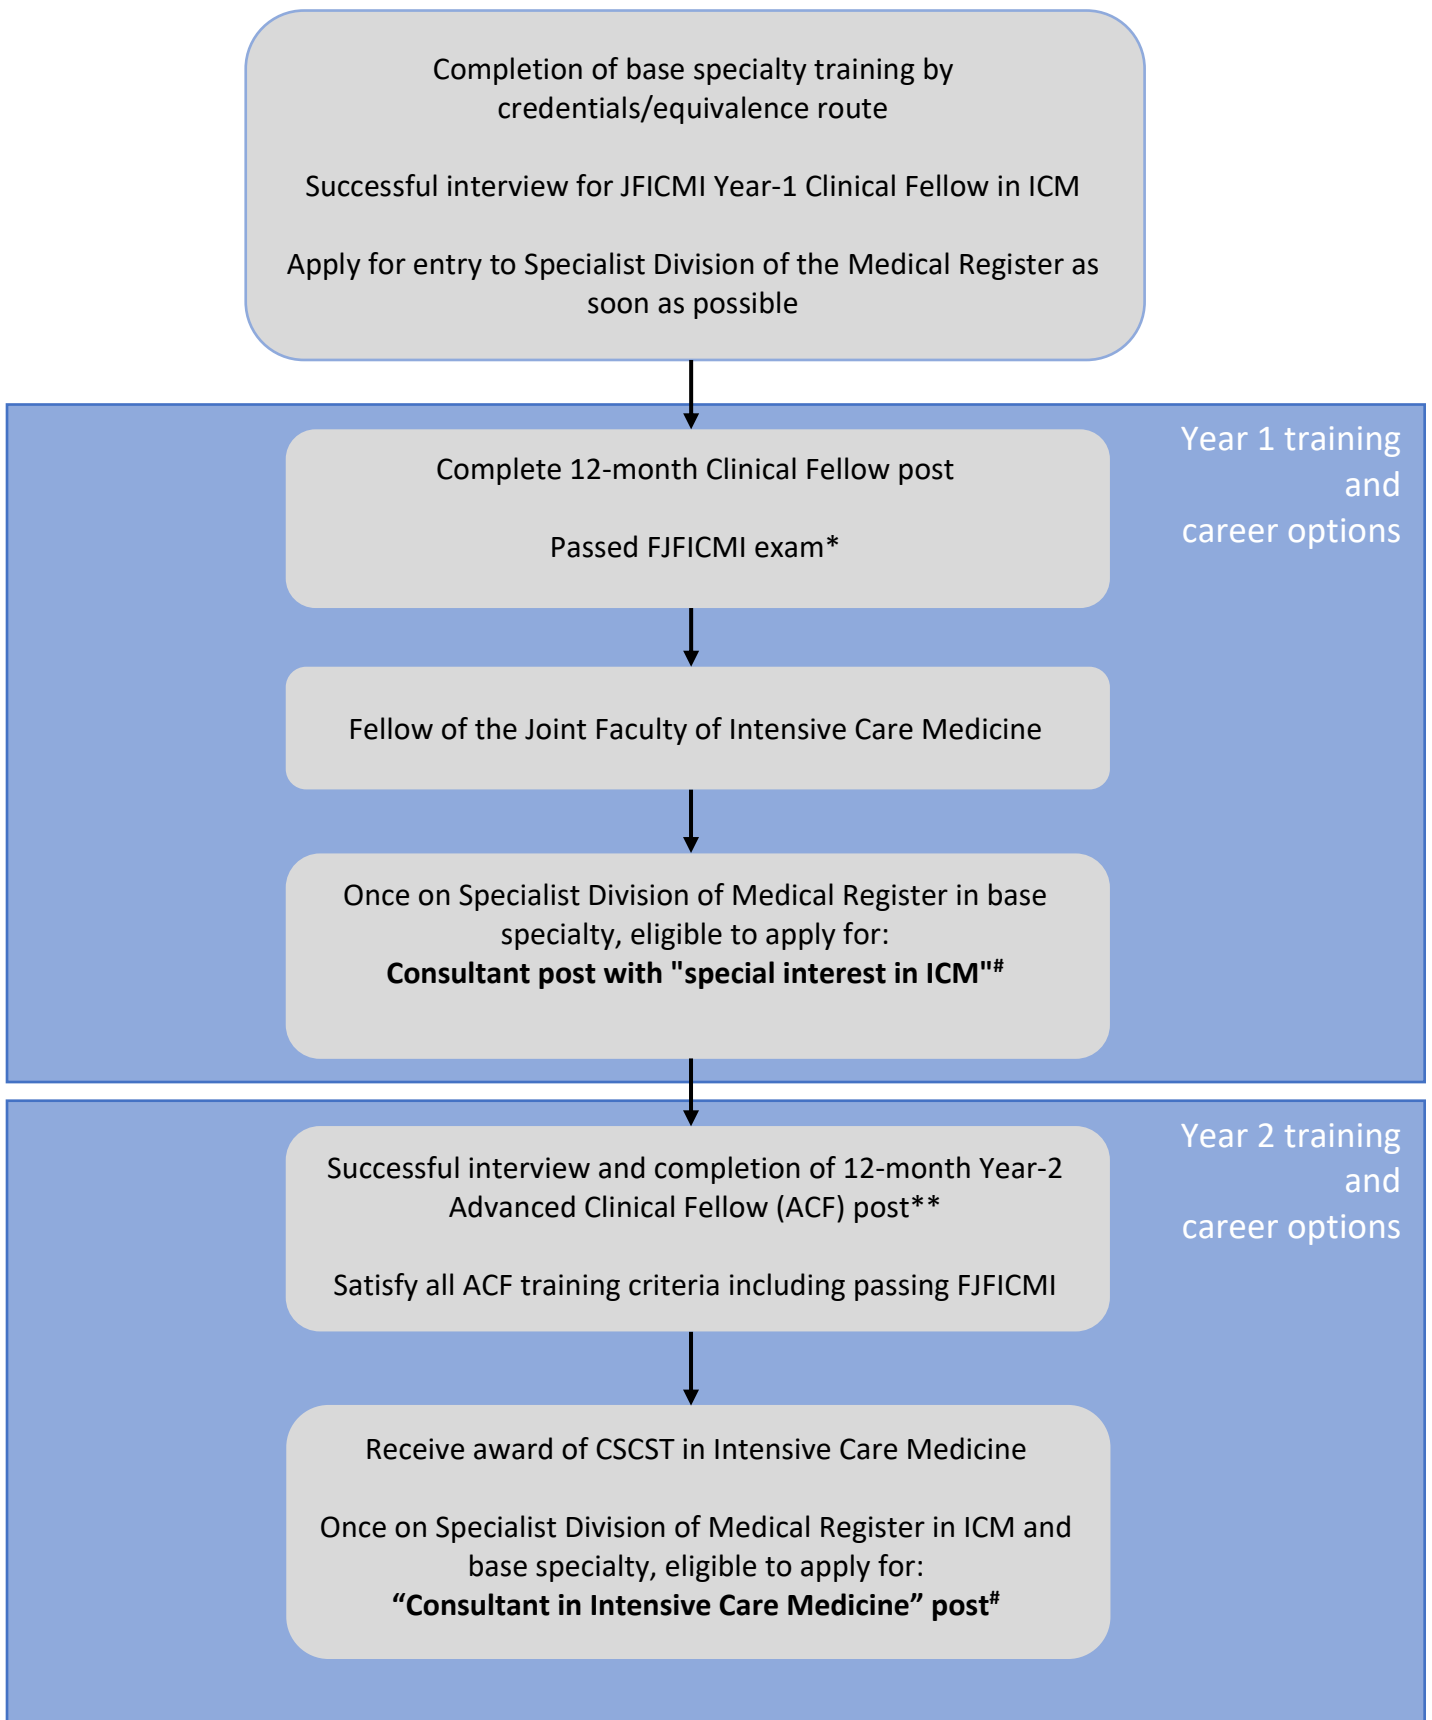 Completion of base specialty training by
credentials/equivalence route
Successful interview for JFICMI Year-1 Clinical Fellow in ICM
Apply for entry to Specialist Division of the Medical Register as
soon as possible
Year 1 training
and
career options
Complete 12-month Clinical Fellow post
Passed FJFICMI exam*
Fellow of the Joint Faculty of Intensive Care Medicine
Once on Specialist Division of Medical Register in base
specialty, eligible to apply for:
Consultant post with "special interest in ICM"#
Year 2 training
and
career options
Successful interview and completion of 12-month Year-2
Advanced Clinical Fellow (ACF) post**
Satisfy all ACF training criteria including passing FJFICMI
Receive award of CSCST in Intensive Care Medicine
Once on Specialist Division of Medical Register in ICM and
base specialty, eligible to apply for:
“Consultant in Intensive Care Medicine” post#